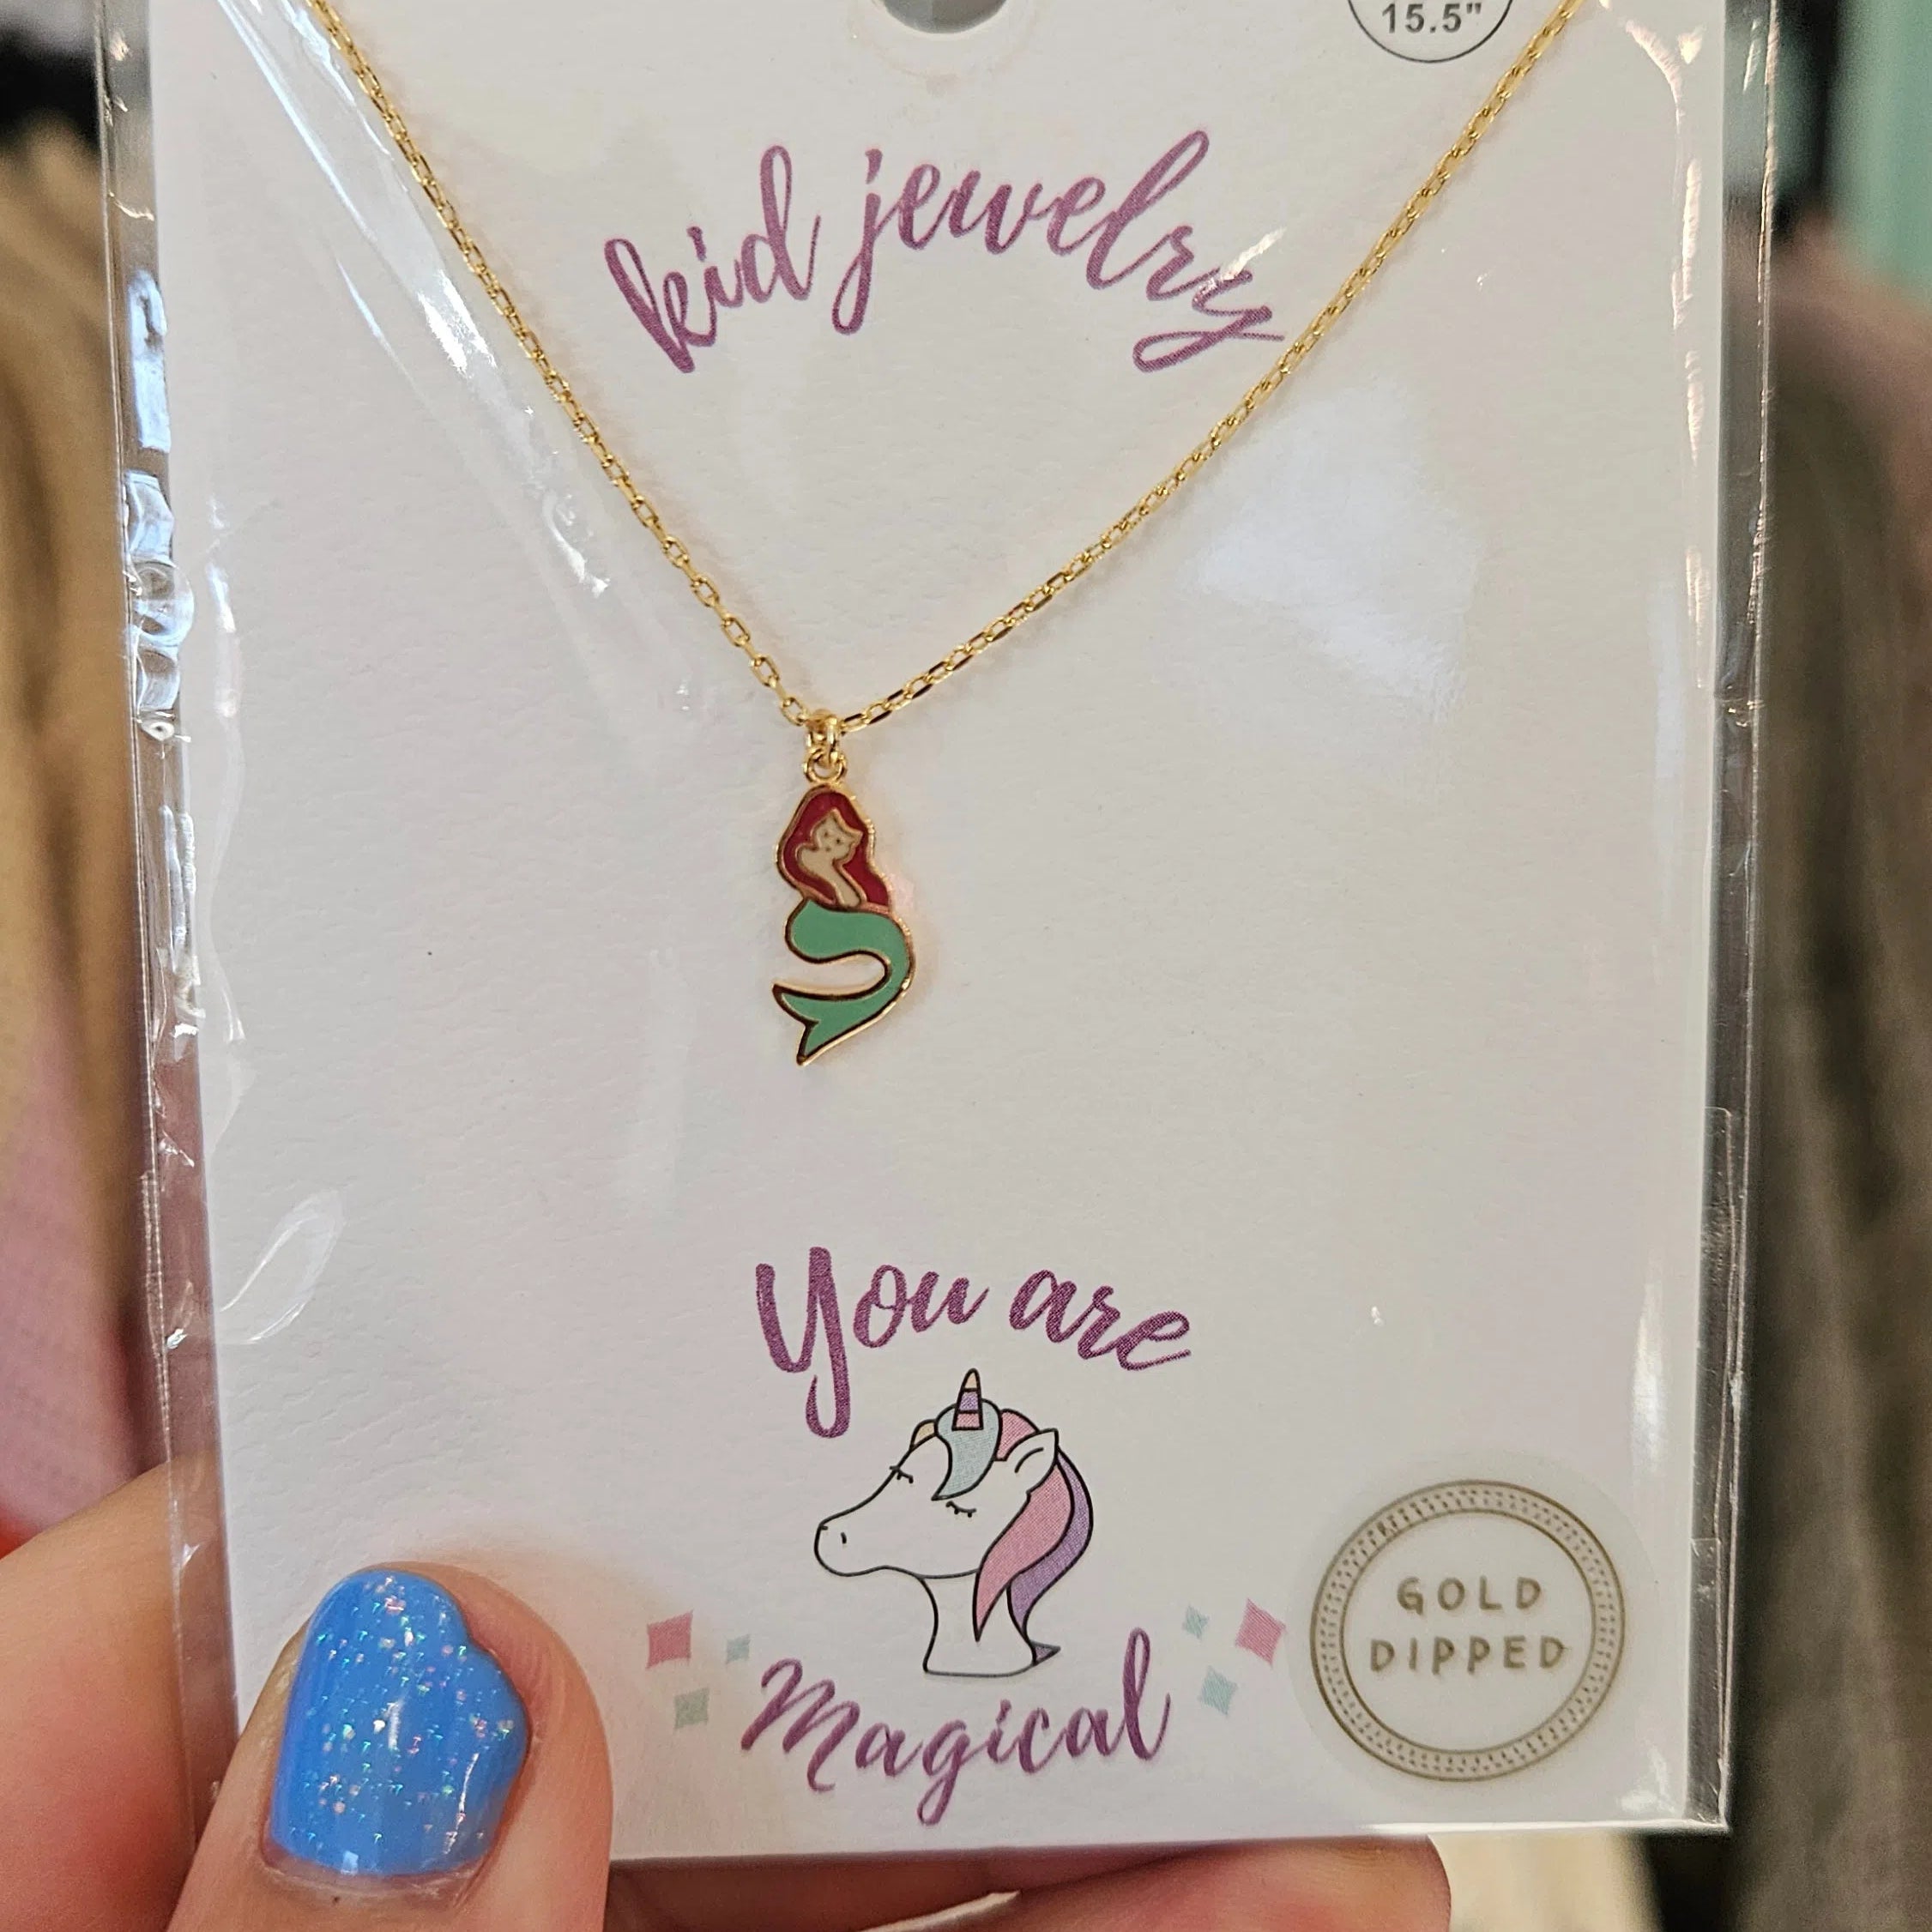 15.5"
kid jewelry
You are
Magical
GOLD
DIPPED